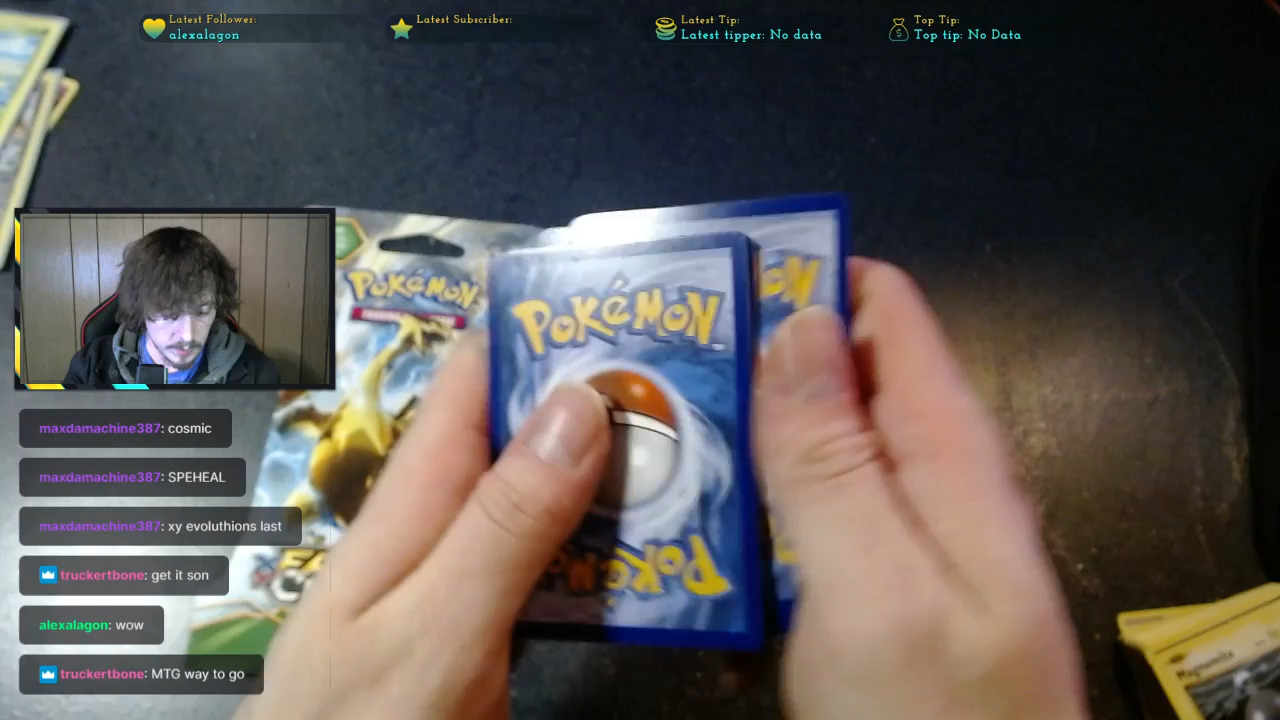 Latest Follower:
alexalagon
Latest Subscriber:
Latest Tip:
Latest tipper: No data
Top Tip:
Top tip: No Data
POKéMON
POKéMON
maxdamachine387: cosmic
maxdamachine387: SPEHEAL
maxdamachine387: xy evoluthions last
truckertbone: get it son
alexalagon: wow
truckertbone: MTG way to go
POKéMON
Magnemite